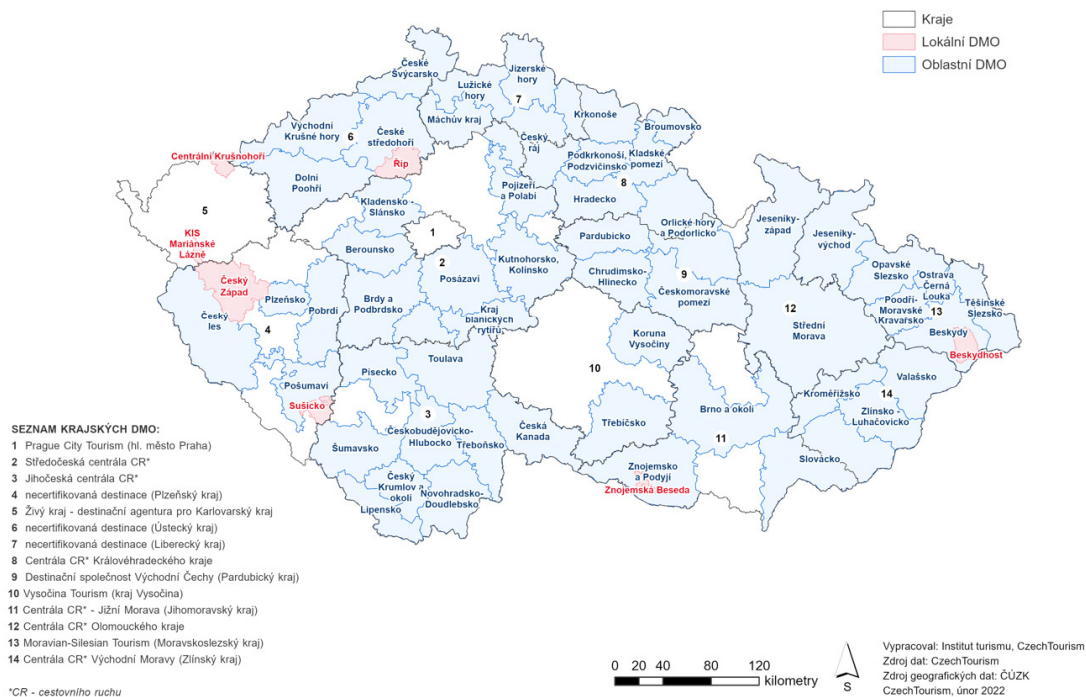 Kraje
Lokální DMO
Oblastní DMO
České
Švýcarsko
Lužické
hory
Jizerské
hory
7
Máchův kraj
Krkonoše
Broumovsko
Východní
Krušné hory
6
České
středohoří
Český
ráj
Podkrkonoší,
Podzvičinsko
Kladské
pomezí
Centrální Krušnohoří
Řip
8
Dolní
Poohří
Pojizeří
a Polabí
Hradecko
Kladensko -
Slánsko
5
1
Orlické hory
a Podorlicko
Jeseníky-
západ
Jeseníky-
východ
KIS
Mariánské
Lázně
Berounsko
2
Posázaví
Kutnohorsko,
Kolínsko
Pardubicko
Chrudimsko-
Hlinecko
9
Českomoravské
pomezí
Opavské
Slezsko
Ostrava
Černá
Louka
Český
Západ
Plzeňsko
Pobrdí
Brdy a
Podbrdsko
Kraj
blanických
rytířů
12
Střední
Morava
Poodří-
Moravské
Kravařsko
13
Těšínské
Slezsko
Český
les
4
Koruna
Vysočiny
Beskydy
Beskydhost
Toulava
Písecko
10
Valašsko
Pošumaví
Sušicko
3
Českobudějovicko-
Hlubocko
Třeboňsko
Česká
Kanada
Třebíčsko
Brno a okolí
Kroměřížsko
14
Zlínsko -
Luhačovicko
11
Šumavsko
Slovácko
Znojemsko
a Podyjí
Znojemská Beseda
Český
Krumlov a
okolí
Lipensko
Novohradsko-
Doudlebsko
SEZNAM KRAJSKÝCH DMO:
1 Prague City Tourism (hl. město Praha)
2 Středočeská centrála CR*
3 Jihočeská centrála CR*
4 necertifikovaná destinace (Plzeňský kraj)
5 Živý kraj - destinační agentura pro Karlovarský kraj
6 necertifikovaná destinace (Ústecký kraj)
7 necertifikovaná destinace (Liberecký kraj)
8 Centrála CR* Královéhradeckého kraje
9 Destinační společnost Východní Čechy (Pardubický kraj)
10 Vysočina Tourism (kraj Vysočina)
11 Centrála CR* - Jižní Morava (Jihomoravský kraj)
12 Centrála CR* Olomouckého kraje
13 Moravian-Silesian Tourism (Moravskoslezský kraj)
14 Centrála CR* Východní Moravy (Zlínský kraj)
*CR - cestovního ruchu
0 20 40 80 120
kilometry
S
Vypracoval: Institut turismu, CzechTourism
Zdroj dat: CzechTourism
Zdroj geografických dat: ČÚZK
CzechTourism, únor 2022